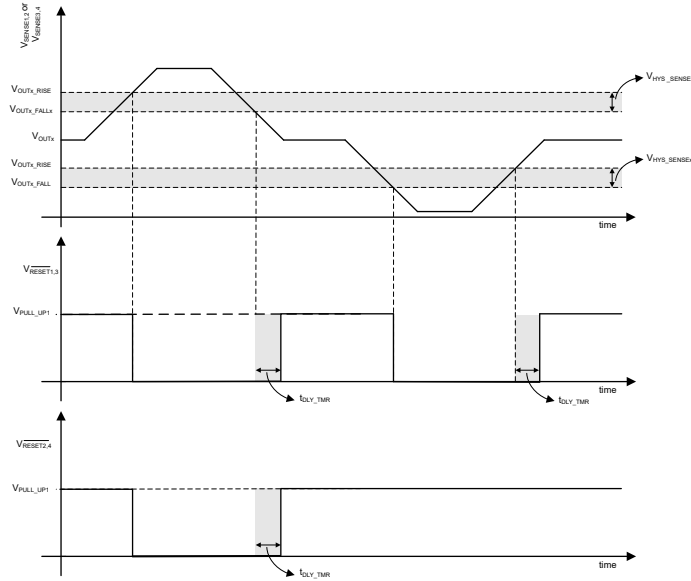 VSENSE1,2 or
VSENSE3,4
VOUTx_RISE
VHYS_SENSE
VOUTx_FALLx
VOUTx
VOUTx_RISE
VHYS_SENSEx
VOUTx_FALL
time
VRESET1,3
VPULL_UP1
time
tDLY_TMR
tDLY_TMR
VRESET2,4
VPULL_UP1
time
tDLY_TMR